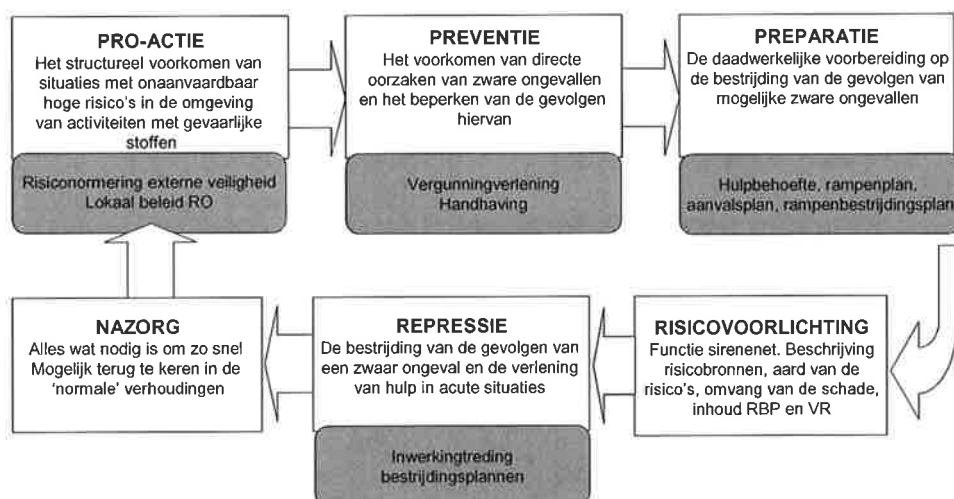 PRO-ACTIE
Het structureel voorkomen van
situaties met onaanvaardbaar
hoge risico's in de omgeving
van activiteiten met gevaarlijke
stoffen
Risiconormering externe veiligheid
Lokaal beleid RO
PREVENTIE
Het voorkomen van directe
oorzaken van zware ongevallen
en het beperken van de gevolgen
hiervan
Vergunningverlening
Handhaving
PREPARATIE
De daadwerkelijke voorbereiding op
de bestrijding van de gevolgen van
mogelijke zware ongevallen
Hulpbehoefte, rampenplan,
aanvalsplan, rampenbestrijdingsplan
RISICOVOORLICHTING
Functie sirenenet. Beschrijving
risicobronnen, aard van de
risico's, omvang van de schade,
inhoud RBP en VR
REPRESSIE
De bestrijding van de gevolgen van
een zwaar ongeval en de verlening
van hulp in acute situaties
Inwerkingtreding
bestrijdingsplannen
NAZORG
Alles wat nodig is om zo snel
Mogelijk terug te keren in de
'normale' verhoudingen